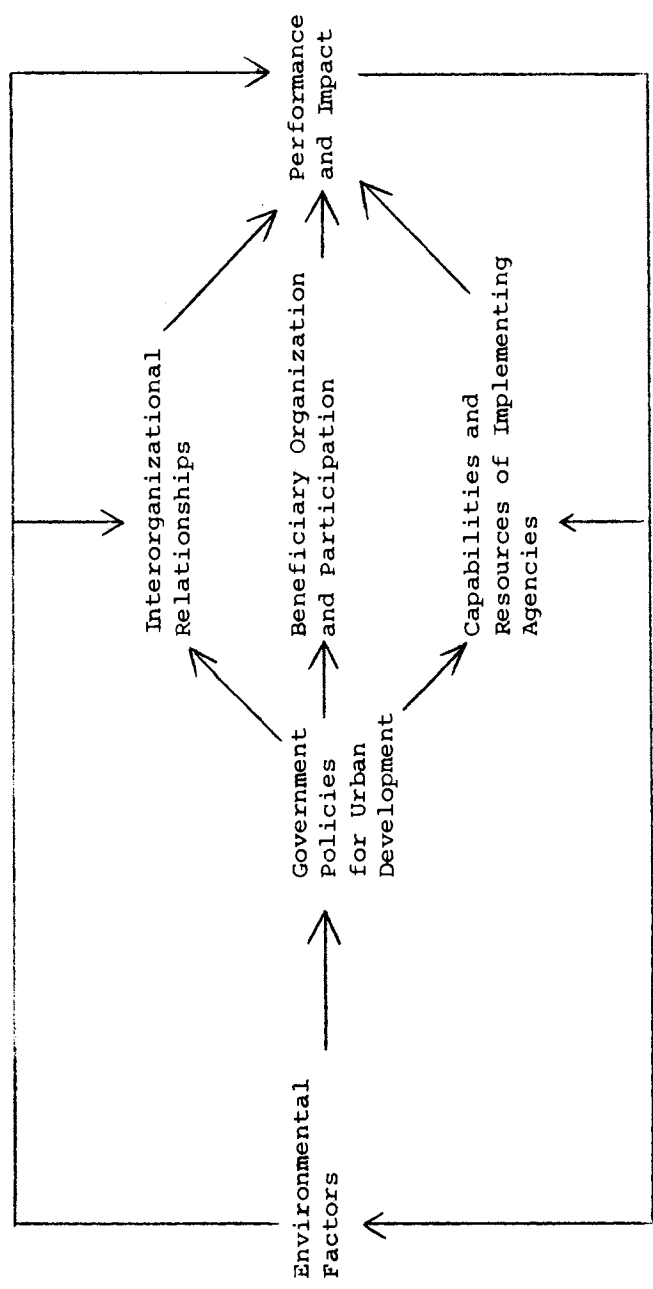 Environmental
Factors
Government
Policies
for Urban
Development
Interorganizational
Relationships
Beneficiary Organization
and Participation
Capabilities and
Resources of Implementing
Agencies
Performance
and Impact